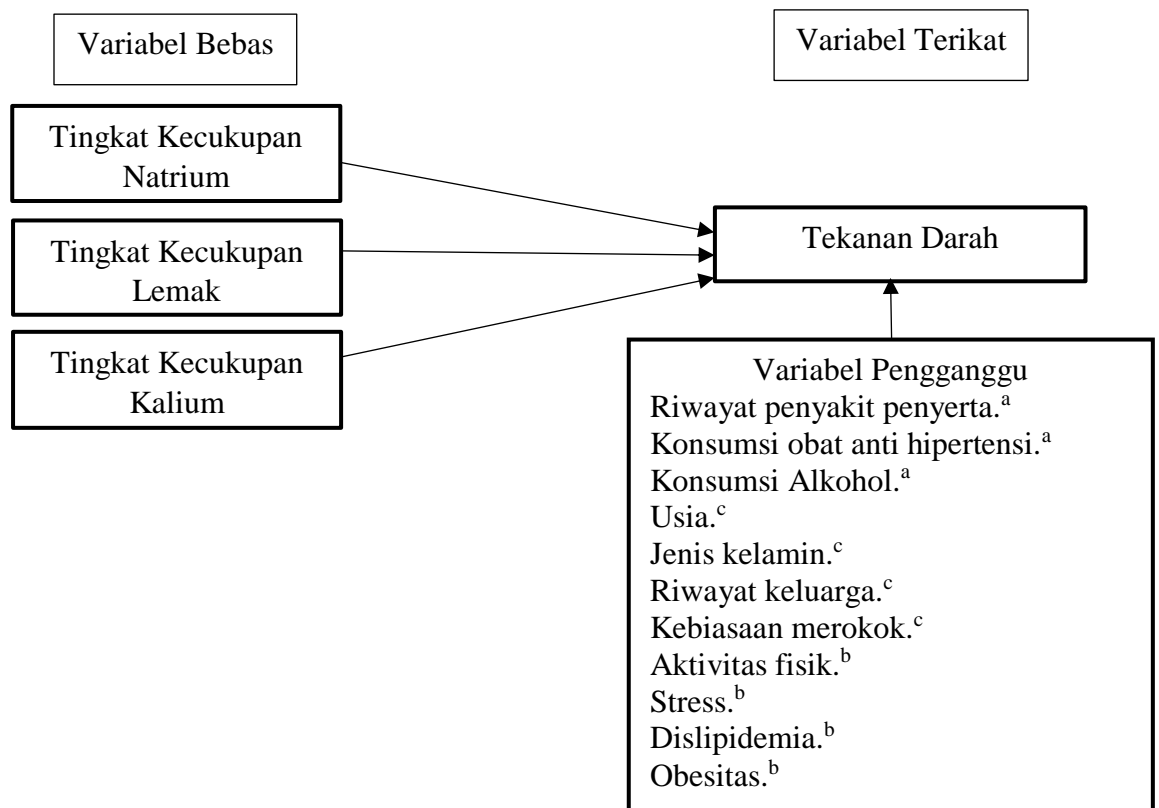 Variabel Bebas
Variabel Terikat
Tingkat Kecukupan
Natrium
Tingkat Kecukupan
Lemak
Tingkat Kecukupan
Kalium
Tekanan Darah
Variabel Pengganggu
Riwayat penyakit penyerta.ᵃ
Konsumsi obat anti hipertensi.ᵃ
Konsumsi Alkohol.ᵃ
Usia.ᶜ
Jenis kelamin.ᶜ
Riwayat keluarga.ᶜ
Kebiasaan merokok.ᶜ
Aktivitas fisik.ᵇ
Stress.ᵇ
Dislipidemia.ᵇ
Obesitas.ᵇ